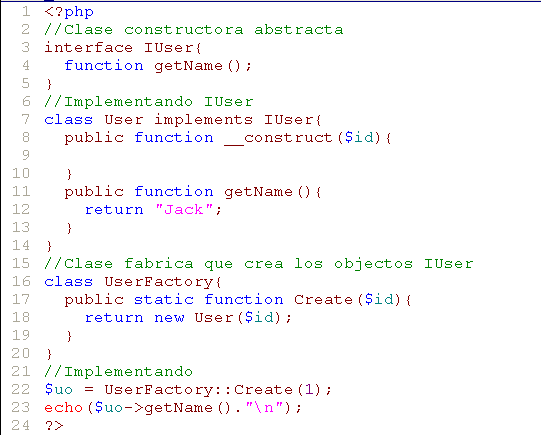 1 <?php
2 //Clase constructora abstracta
3 interface IUser{
4   function getName();
5 }
6 //Implementando IUser
7 class User implements IUser{
8   public function __construct($id){
9
10   }
11   public function getName(){
12     return "Jack";
13   }
14 }
15 //Clase fabrica que crea los objectos IUser
16 class UserFactory{
17   public static function Create($id){
18     return new User($id);
19   }
20 }
21 //Implementando
22 $uo = UserFactory::Create(1);
23 echo($uo->getName()."\n");
24 ?>